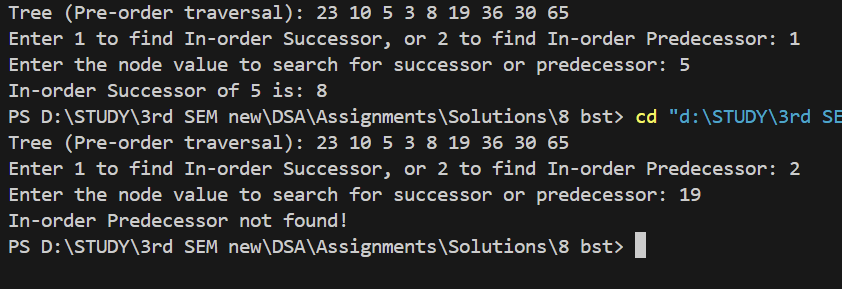 Tree (Pre-order traversal): 23 10 5 3 8 19 36 30 65
Enter 1 to find In-order Successor, or 2 to find In-order Predecessor: 1
Enter the node value to search for successor or predecessor: 5
In-order Successor of 5 is: 8
PS D:\STUDY\3rd SEM new\DSA\Assignments\Solutions\8 bst> cd "d:\STUDY\3rd SE
Tree (Pre-order traversal): 23 10 5 3 8 19 36 30 65
Enter 1 to find In-order Successor, or 2 to find In-order Predecessor: 2
Enter the node value to search for successor or predecessor: 19
In-order Predecessor not found!
PS D:\STUDY\3rd SEM new\DSA\Assignments\Solutions\8 bst>